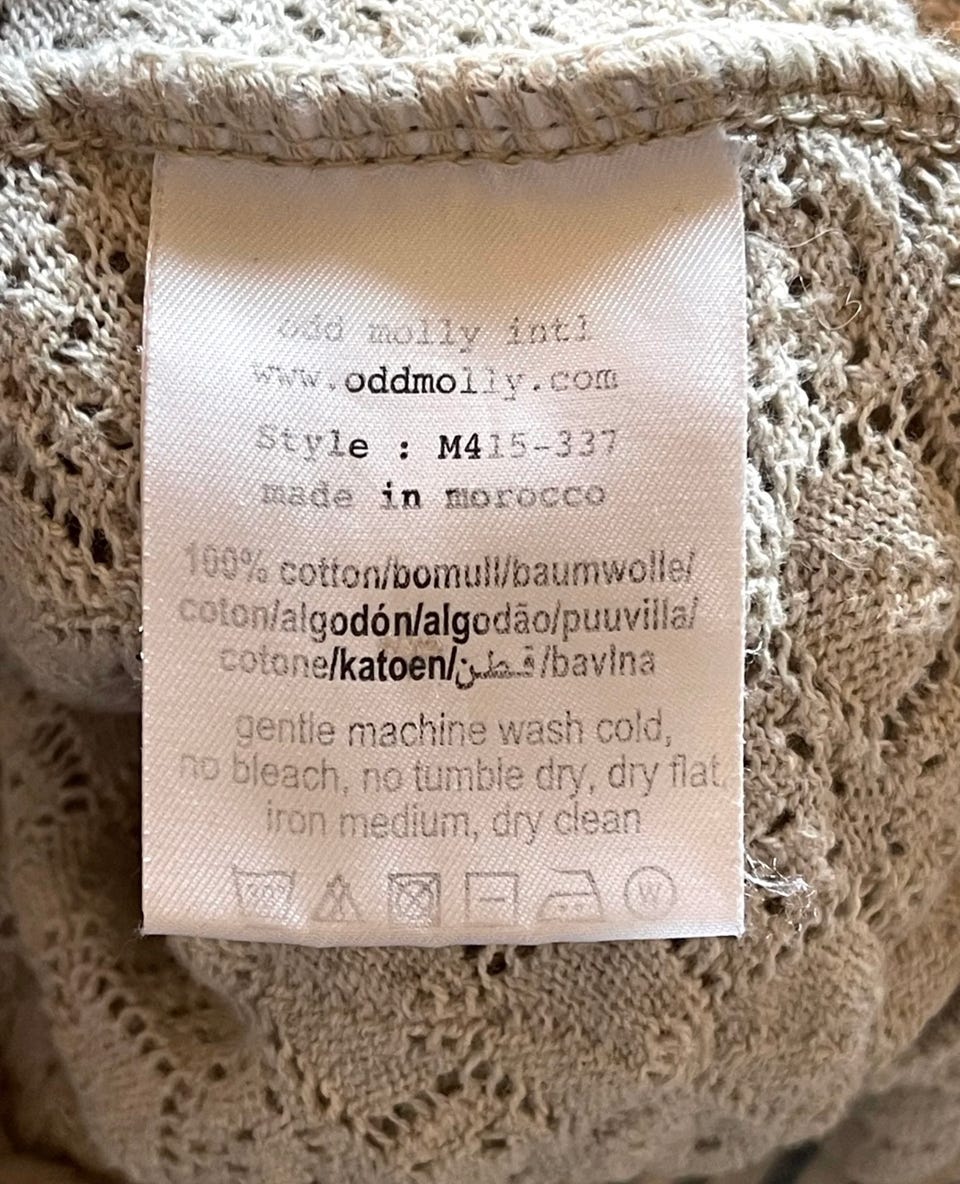 odd molly intl
www.oddmolly.com
Style : M415-337
made in morocco
100% cotton/bomull/baumwolle/
coton/algodón/algodão/puuvilla/
cotone/katoen/قطن/bavlna
gentle machine wash cold,
no bleach, no tumble dry, dry flat,
iron medium, dry clean
W